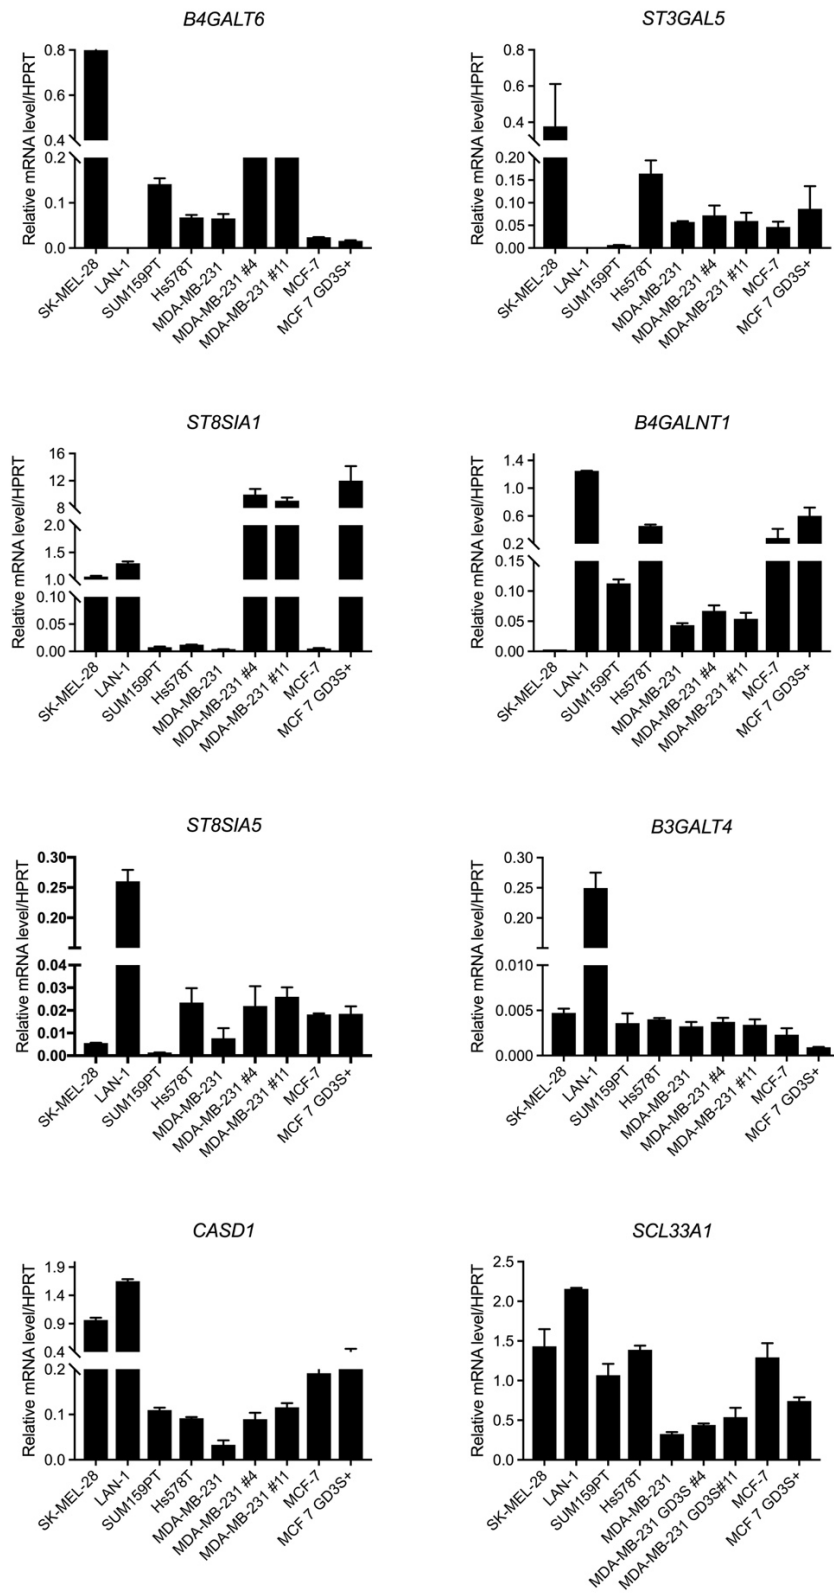 B4GALT6
Relative mRNA level/HPRT
0.8
0.6
0.4
0.2
0.1
0.0
SK-MEL-28
LAN-1
SUM159PT
Hs578T
MDA-MB-231
MDA-MB-231 #4
MDA-MB-231 #11
MCF-7
MCF 7 GD3S+
ST3GAL5
Relative mRNA level/HPRT
0.8
0.6
0.4
0.20
0.15
0.10
0.05
0.00
SK-MEL-28
LAN-1
SUM159PT
Hs578T
MDA-MB-231
MDA-MB-231 #4
MDA-MB-231 #11
MCF-7
MCF 7 GD3S+
ST8SIA1
Relative mRNA level/HPRT
16
12
8
2.0
1.5
1.0
0.10
0.05
0.00
SK-MEL-28
LAN-1
SUM159PT
Hs578T
MDA-MB-231
MDA-MB-231 #4
MDA-MB-231 #11
MCF-7
MCF 7 GD3S+
B4GALNT1
Relative mRNA level/HPRT
1.4
1.0
0.6
0.2
0.15
0.10
0.05
0.00
SK-MEL-28
LAN-1
SUM159PT
Hs578T
MDA-MB-231
MDA-MB-231 #4
MDA-MB-231 #11
MCF-7
MCF 7 GD3S+
ST8SIA5
Relative mRNA level/HPRT
0.30
0.25
0.20
0.04
0.03
0.02
0.01
0.00
SK-MEL-28
LAN-1
SUM159PT
Hs578T
MDA-MB-231
MDA-MB-231 #4
MDA-MB-231 #11
MCF-7
MCF 7 GD3S+
B3GALT4
Relative mRNA level/HPRT
0.30
0.25
0.20
0.010
0.005
0.000
SK-MEL-28
LAN-1
SUM159PT
Hs578T
MDA-MB-231
MDA-MB-231 #4
MDA-MB-231 #11
MCF-7
MCF 7 GD3S+
CASD1
Relative mRNA level/HPRT
1.9
1.4
0.9
0.4
0.2
0.1
0.0
SK-MEL-28
LAN-1
SUM159PT
Hs578T
MDA-MB-231
MDA-MB-231 #4
MDA-MB-231 #11
MCF-7
MCF 7 GD3S+
SCL33A1
Relative mRNA level/HPRT
2.5
2.0
1.5
1.0
0.5
0.0
SK-MEL-28
LAN-1
SUM159PT
Hs578T
MDA-MB-231
MDA-MB-231 GD3S #4
MDA-MB-231 GD3S#11
MCF-7
MCF 7 GD3S+